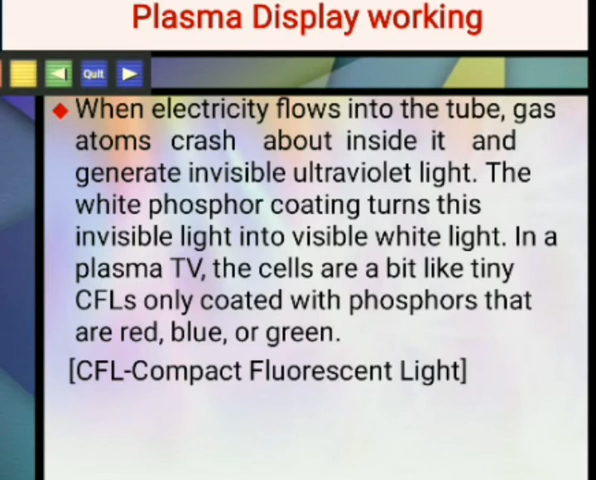 Plasma Display working
Quit
When electricity flows into the tube, gas
atoms crash about inside it and
generate invisible ultraviolet light. The
white phosphor coating turns this
invisible light into visible white light. In a
plasma TV, the cells are a bit like tiny
CFLs only coated with phosphors that
are red, blue, or green.
[CFL-Compact Fluorescent Light]